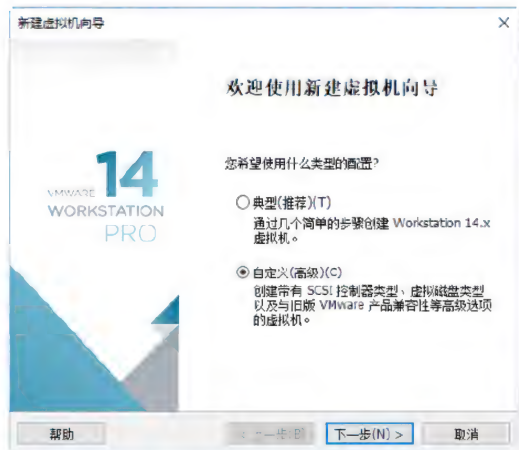 新建虚拟机向导
欢迎使用新建虚拟机向导
14
VMWARE
WORKSTATION
PRO
您希望使用什么类型的配置?
典型(推荐)(T)
通过几个简单的步骤创建 Workstation 14.x
虚拟机。
自定义(高级)(C)
创建带有 SCSI 控制器类型、虚拟磁盘类型
以及与旧版 VMware 产品兼容性等高级选项
的虚拟机。
帮助
< 上一步(B)
下一步(N) >
取消